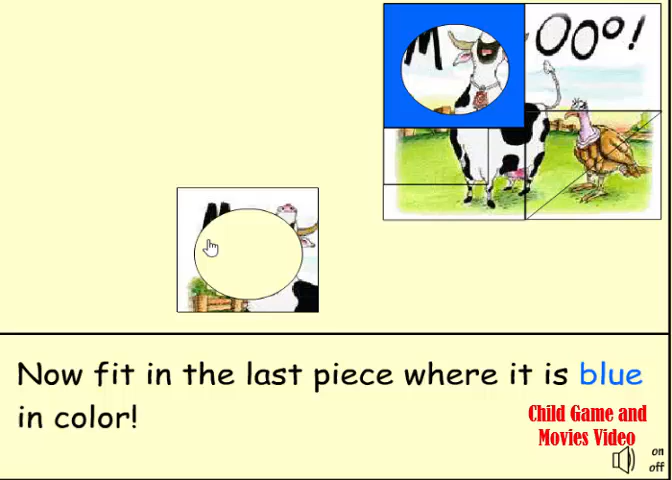 M OOO!
M
Now fit in the last piece where it is blue
in color!
Child Game and
Movies Video
on
off